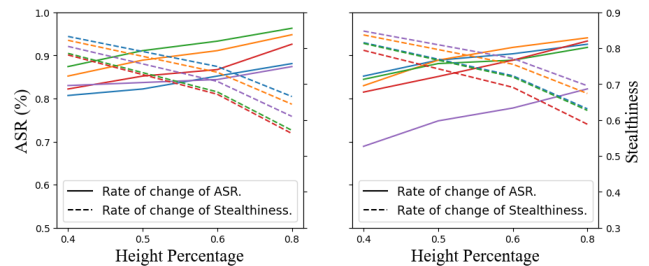 1.0
0.9
0.8
0.7
0.6
0.5
ASR (%)
Rate of change of ASR.
Rate of change of Stealthiness.
0.4 0.5 0.6 0.8
Height Percentage
Rate of change of ASR.
Rate of change of Stealthiness.
0.4 0.5 0.6 0.8
Height Percentage
0.9
0.8
0.7
0.6
0.5
0.4
0.3
Stealthiness